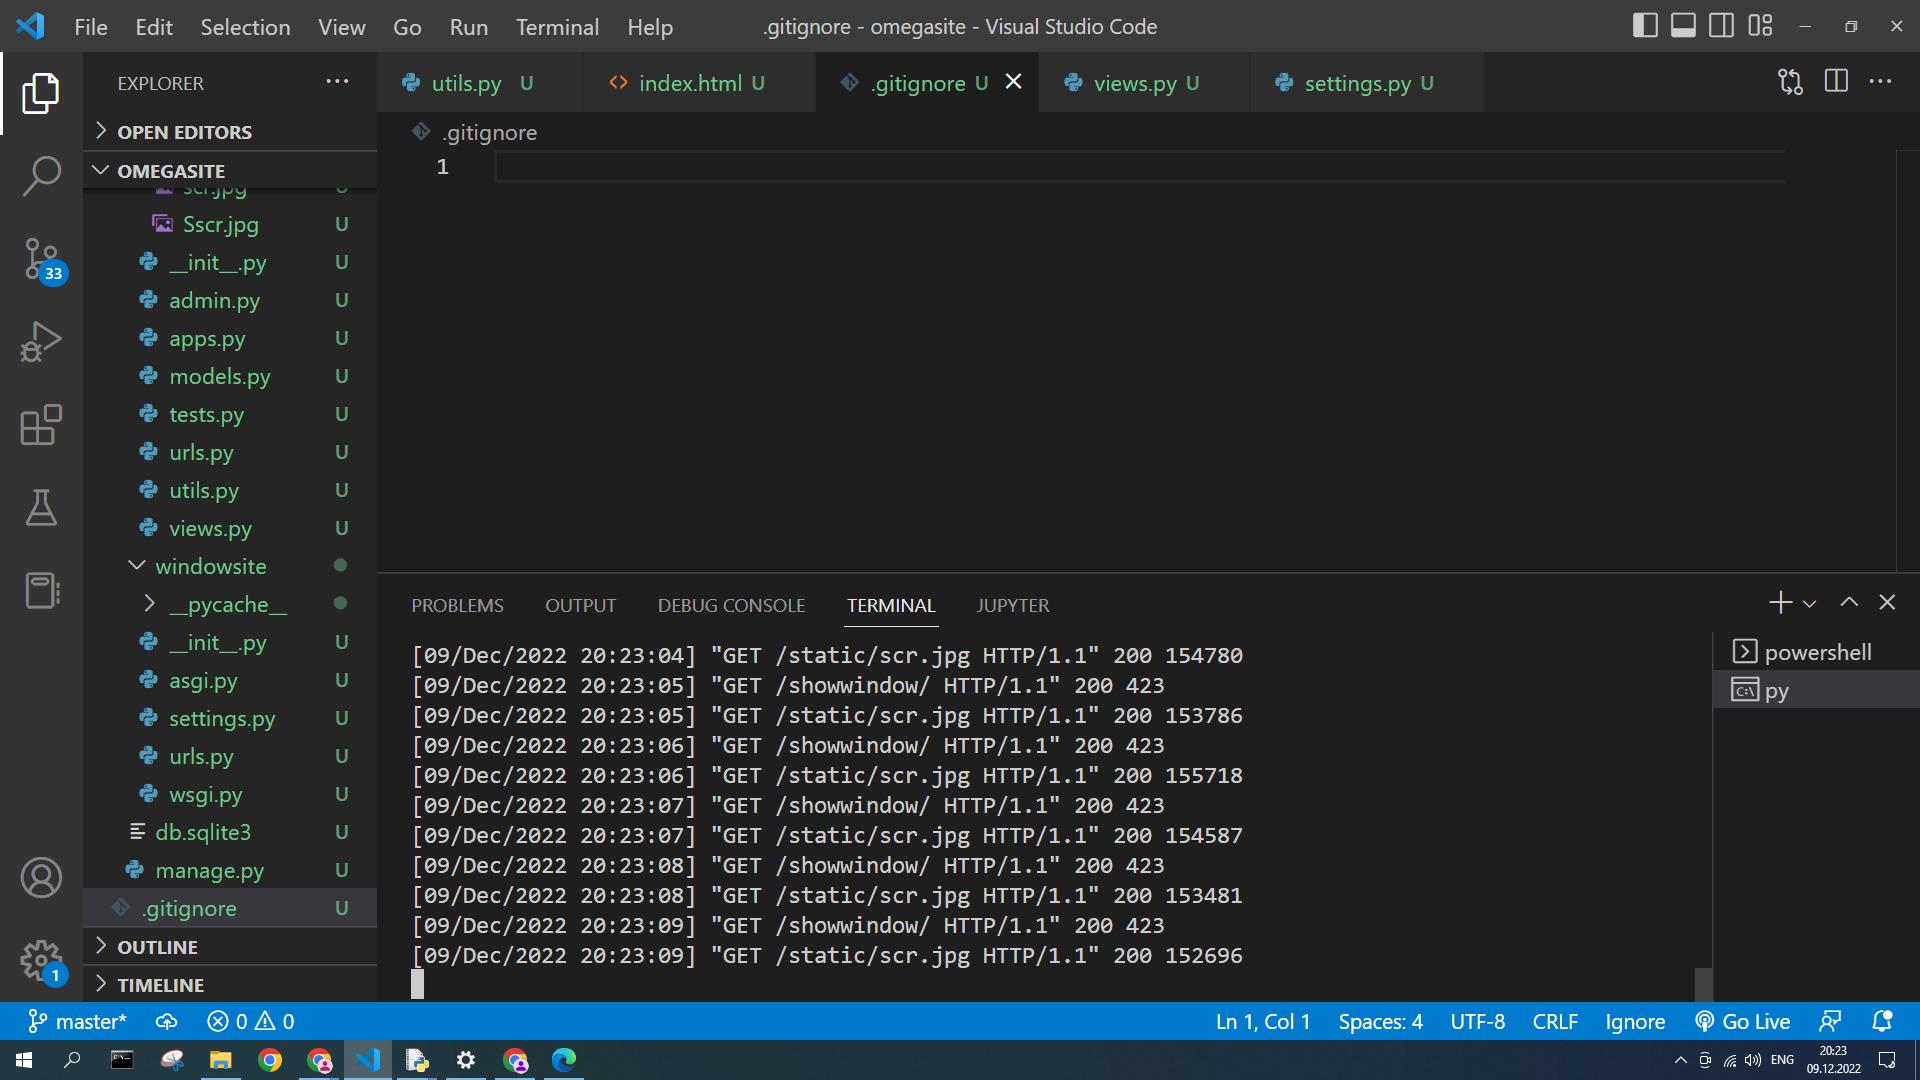 File Edit Selection View Go Run Terminal Help
.gitignore - omegasite - Visual Studio Code
EXPLORER
OPEN EDITORS
OMEGASITE
scr.jpg U
Sscr.jpg U
__init__.py U
admin.py U
apps.py U
models.py U
tests.py U
urls.py U
utils.py U
views.py U
windowsite
__pycache__
__init__.py U
asgi.py U
settings.py U
urls.py U
wsgi.py U
db.sqlite3 U
manage.py U
.gitignore U
OUTLINE
TIMELINE
33
1
utils.py U
index.html U
.gitignore U
views.py U
settings.py U
.gitignore
1
PROBLEMS OUTPUT DEBUG CONSOLE TERMINAL JUPYTER
[09/Dec/2022 20:23:04] "GET /static/scr.jpg HTTP/1.1" 200 154780
[09/Dec/2022 20:23:05] "GET /showwindow/ HTTP/1.1" 200 423
[09/Dec/2022 20:23:05] "GET /static/scr.jpg HTTP/1.1" 200 153786
[09/Dec/2022 20:23:06] "GET /showwindow/ HTTP/1.1" 200 423
[09/Dec/2022 20:23:06] "GET /static/scr.jpg HTTP/1.1" 200 155718
[09/Dec/2022 20:23:07] "GET /showwindow/ HTTP/1.1" 200 423
[09/Dec/2022 20:23:07] "GET /static/scr.jpg HTTP/1.1" 200 154587
[09/Dec/2022 20:23:08] "GET /showwindow/ HTTP/1.1" 200 423
[09/Dec/2022 20:23:08] "GET /static/scr.jpg HTTP/1.1" 200 153481
[09/Dec/2022 20:23:09] "GET /showwindow/ HTTP/1.1" 200 423
[09/Dec/2022 20:23:09] "GET /static/scr.jpg HTTP/1.1" 200 152696
powershell
py
master* 0 0
Ln 1, Col 1 Spaces: 4 UTF-8 CRLF Ignore Go Live
ENG
20:23
09.12.2022